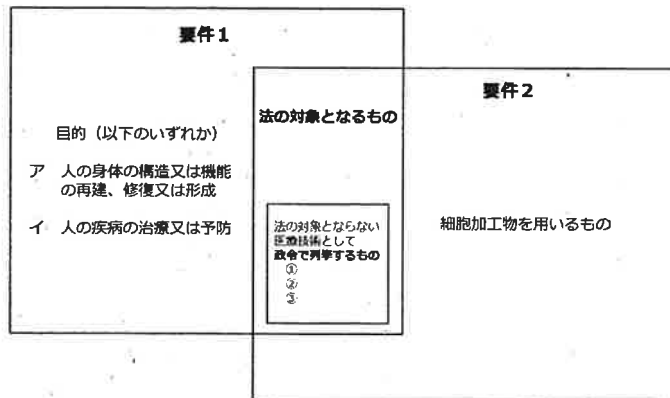 要件１
目的（以下のいずれか）
ア　人の身体の構造又は機能
の再建、修復又は形成
イ　人の疾病の治療又は予防
法の対象となるもの
法の対象とならない
医療技術として
政令で列挙するもの
①
②
③
要件２
細胞加工物を用いるもの